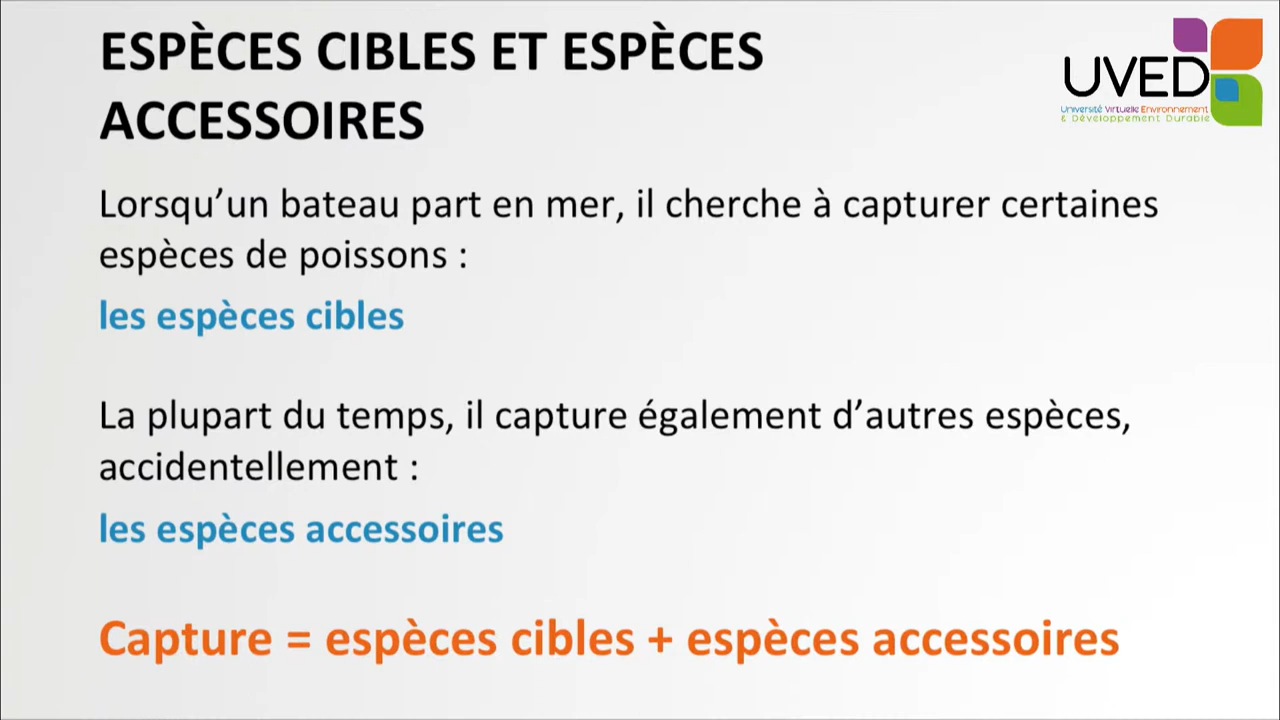 ESPÈCES CIBLES ET ESPÈCES
ACCESSOIRES
UVED
Université Virtuelle Environnement
& Développement Durable
Lorsqu’un bateau part en mer, il cherche à capturer certaines
espèces de poissons :
les espèces cibles
La plupart du temps, il capture également d’autres espèces,
accidentellement :
les espèces accessoires
Capture = espèces cibles + espèces accessoires